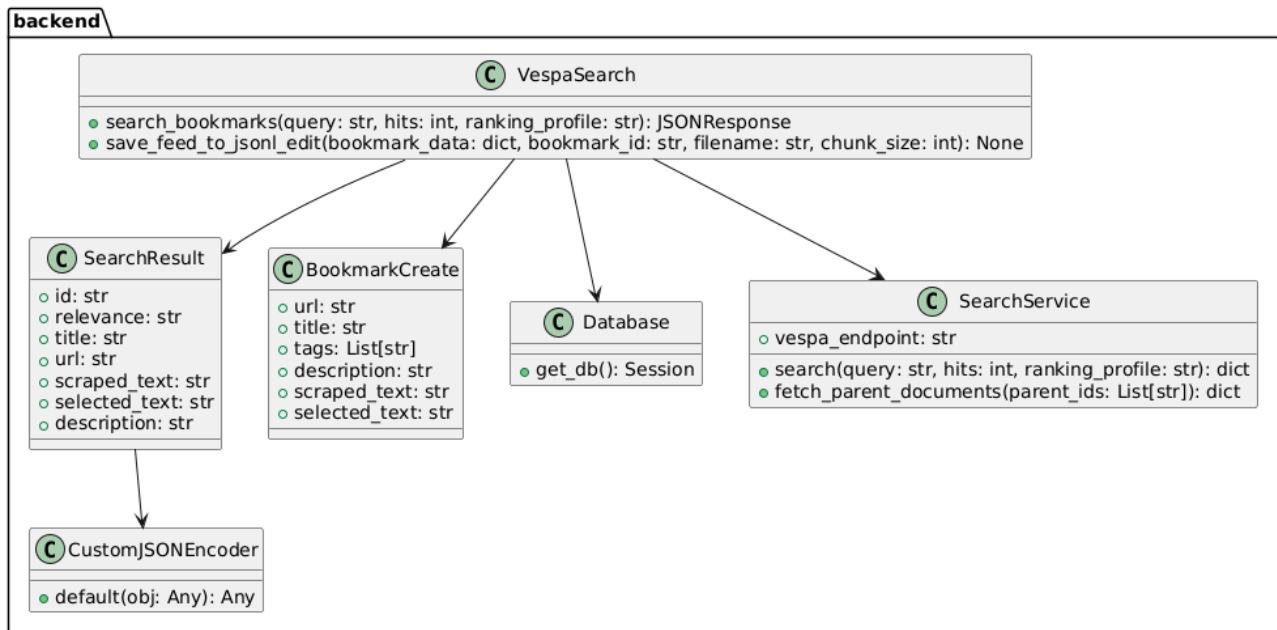 backend
C VespaSearch
search_bookmarks(query: str, hits: int, ranking_profile: str): JSONResponse
save_feed_to_jsonl_edit(bookmark_data: dict, bookmark_id: str, filename: str, chunk_size: int): None
C SearchResult
id: str
relevance: str
title: str
url: str
scraped_text: str
selected_text: str
description: str
C BookmarkCreate
url: str
title: str
tags: List[str]
description: str
scraped_text: str
selected_text: str
C Database
get_db(): Session
C SearchService
vespa_endpoint: str
search(query: str, hits: int, ranking_profile: str): dict
fetch_parent_documents(parent_ids: List[str]): dict
C CustomJSONEncoder
default(obj: Any): Any